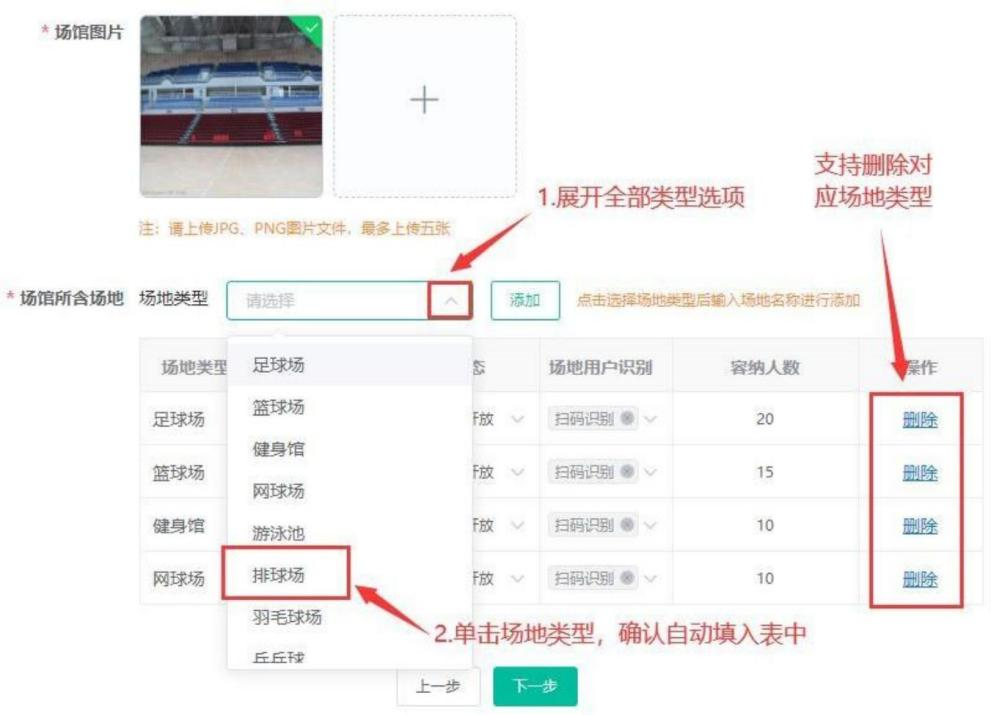 * 场馆图片
1.展开全部类型选项
支持删除对
应场地类型
注：请上传JPG、PNG图片文件，最多上传五张
* 场馆所含场地 场地类型 请选择 添加 点击选择场地类型后输入场地名称进行添加
场地类型 态 场地用户识别 容纳人数 操作
足球场 开放 扫码识别 20 删除
篮球场 开放 扫码识别 15 删除
健身馆 开放 扫码识别 10 删除
网球场 开放 扫码识别 10 删除
足球场
篮球场
健身馆
网球场
游泳池
排球场
羽毛球场
乒乓球
2.单击场地类型，确认自动填入表中
上一步 下一步